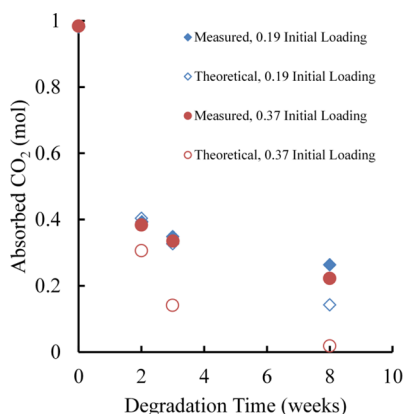 1
Measured, 0.19 Initial Loading
0.8
Theoretical, 0.19 Initial Loading
Measured, 0.37 Initial Loading
0.6
Theoretical, 0.37 Initial Loading
Absorbed CO₂ (mol)
0.4
0.2
0
0 2 4 6 8 10
Degradation Time (weeks)